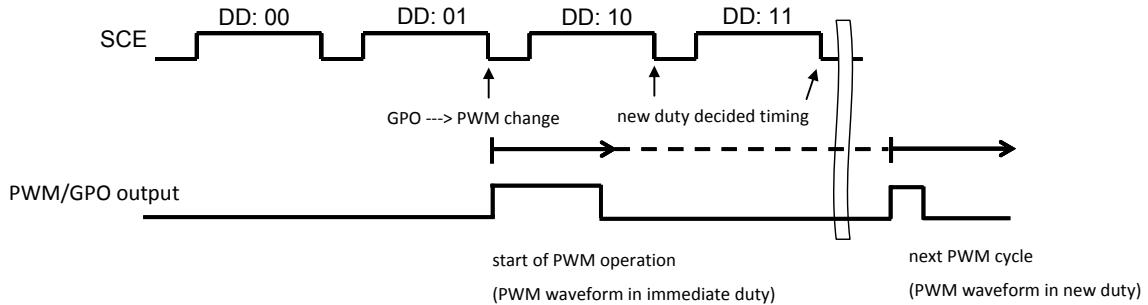 DD: 00 DD: 01 DD: 10 DD: 11
SCE
GPO ---> PWM change new duty decided timing
PWM/GPO output
start of PWM operation next PWM cycle
(PWM waveform in immediate duty) (PWM waveform in new duty)